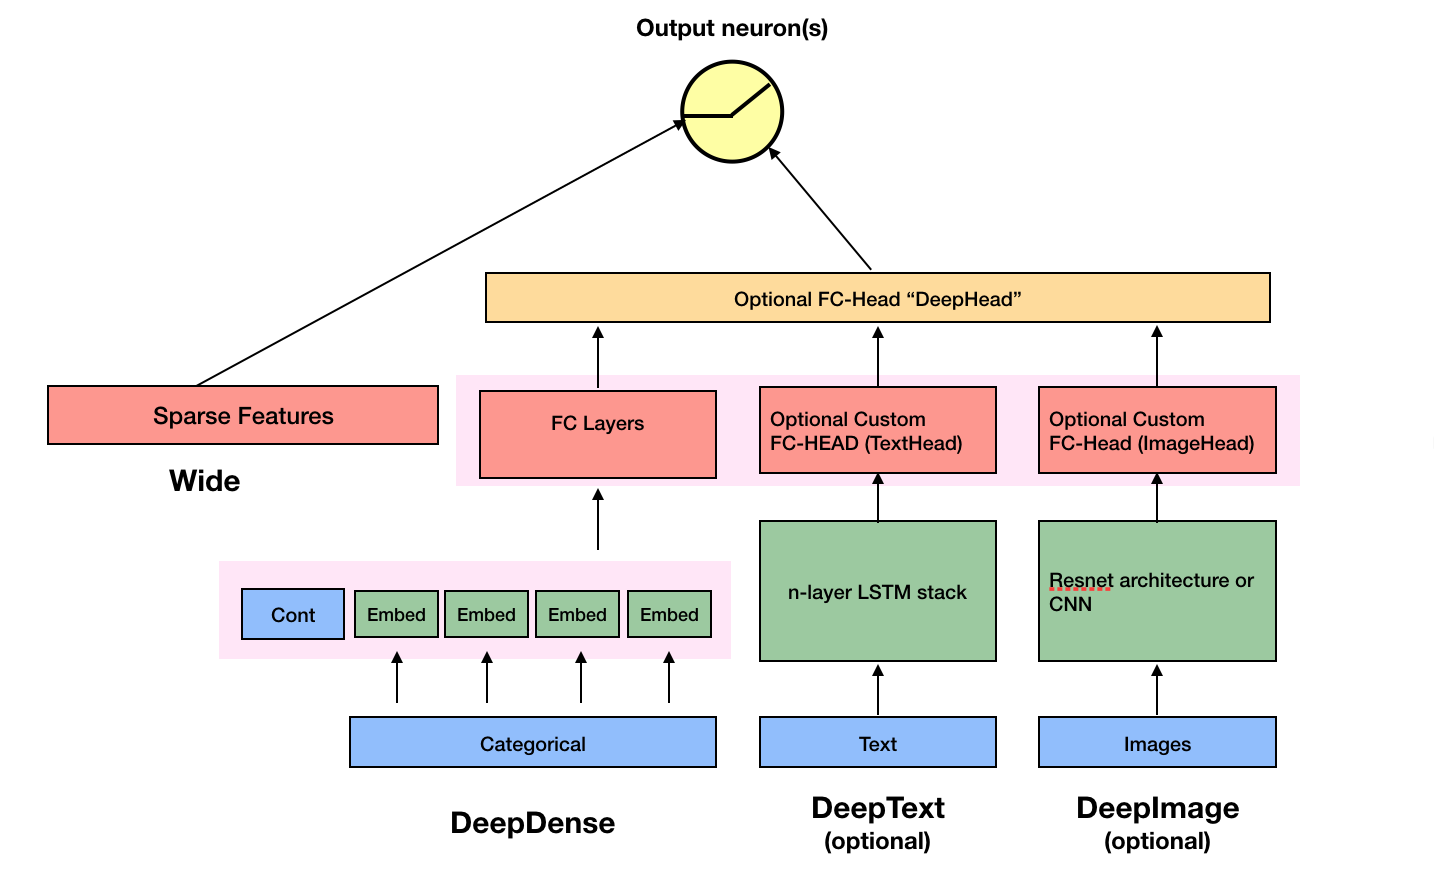 Output neuron(s)
Optional FC-Head “DeepHead”
Sparse Features
Wide
FC Layers
Optional Custom
FC-HEAD (TextHead)
Optional Custom
FC-Head (ImageHead)
Cont
Embed
Embed
Embed
Embed
n-layer LSTM stack
Resnet architecture or
CNN
Categorical
Text
Images
DeepDense
DeepText
(optional)
DeepImage
(optional)